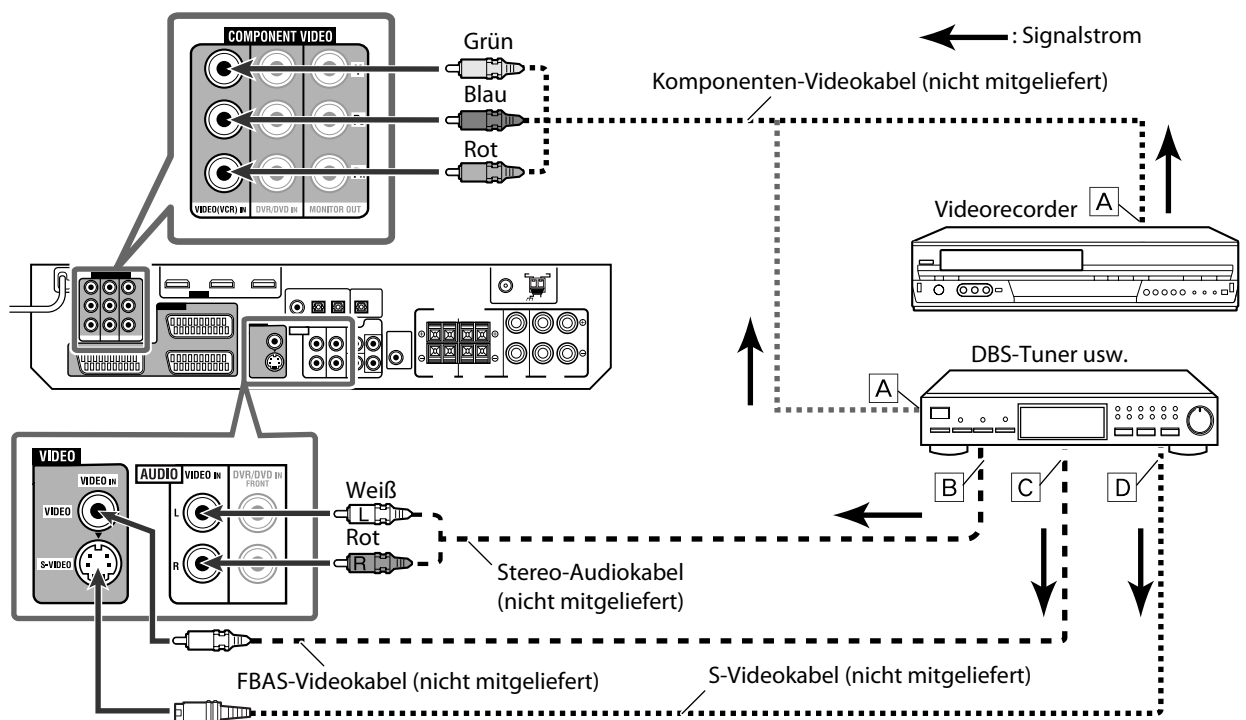 COMPONENT VIDEO
VIDEO(VCR) IN
DVR/DVD IN
MONITOR OUT
Grün
Blau
Rot
: Signalstrom
Komponenten-Videokabel (nicht mitgeliefert)
Videorecorder
A
DBS-Tuner usw.
A
B
C
D
VIDEO
VIDEO IN
VIDEO
S-VIDEO
AUDIO
VIDEO IN
DVR/DVD IN
FRONT
L
R
Weiß
L
Rot
R
Stereo-Audiokabel
(nicht mitgeliefert)
FBAS-Videokabel (nicht mitgeliefert)
S-Videokabel (nicht mitgeliefert)